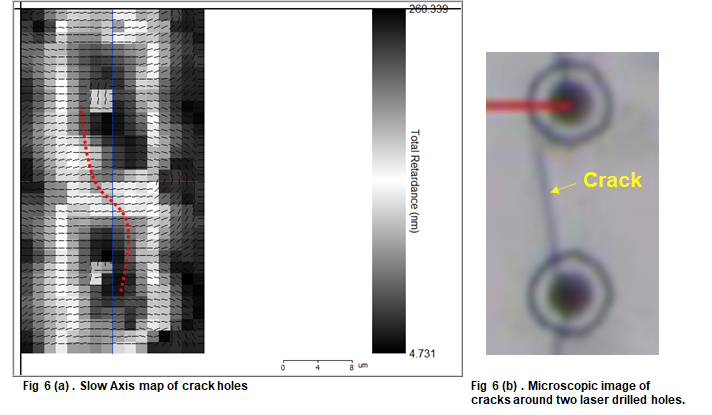 260.339
Total Retardance (nm)
4.731
0 4 8 um
Crack
Fig 6 (a) . Slow Axis map of crack holes
Fig 6 (b) . Microscopic image of
cracks around two laser drilled holes.